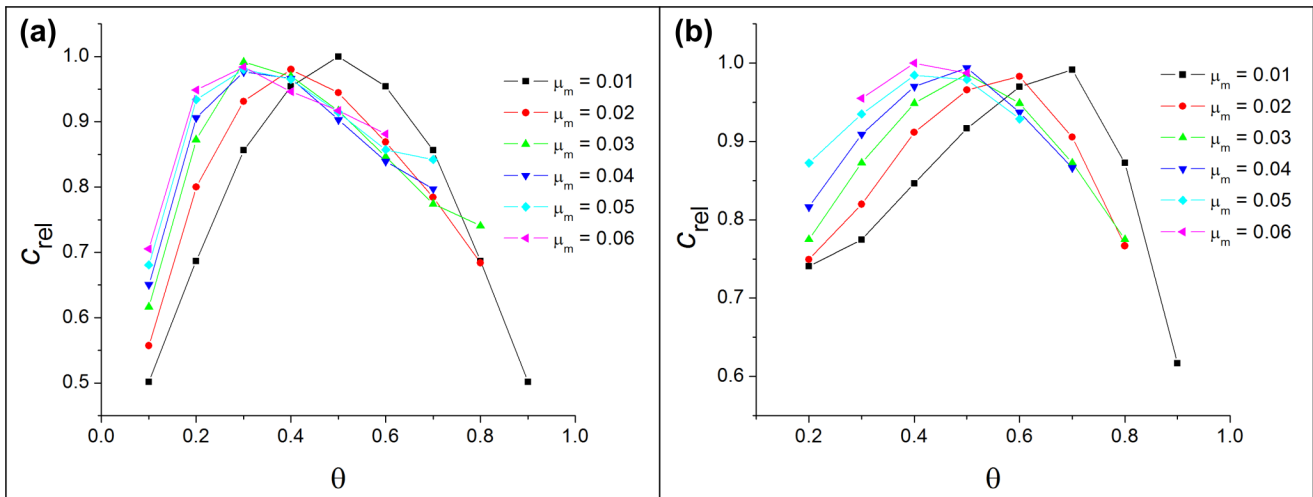 (a)
1.0
0.9
0.8
0.7
0.6
0.5
c_rel
μ_m = 0.01
μ_m = 0.02
μ_m = 0.03
μ_m = 0.04
μ_m = 0.05
μ_m = 0.06
0.0 0.2 0.4 0.6 0.8 1.0
θ
(b)
1.0
0.9
0.8
0.7
0.6
c_rel
μ_m = 0.01
μ_m = 0.02
μ_m = 0.03
μ_m = 0.04
μ_m = 0.05
μ_m = 0.06
0.2 0.4 0.6 0.8 1.0
θ